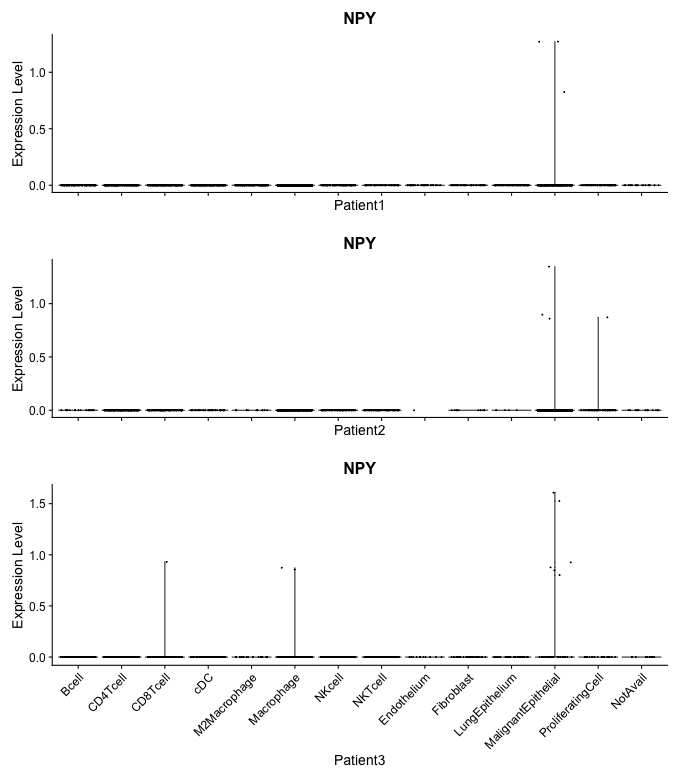 NPY
Expression Level
1.0
0.5
0.0
Patient1
NPY
Expression Level
1.0
0.5
0.0
Patient2
NPY
Expression Level
1.5
1.0
0.5
0.0
Bcell
CD4Tcell
CD8Tcell
cDC
M2Macrophage
Macrophage
NKcell
NKTcell
Endothelium
Fibroblast
LungEpithelium
MalignantEpithelial
ProliferatingCell
NotAvail
Patient3